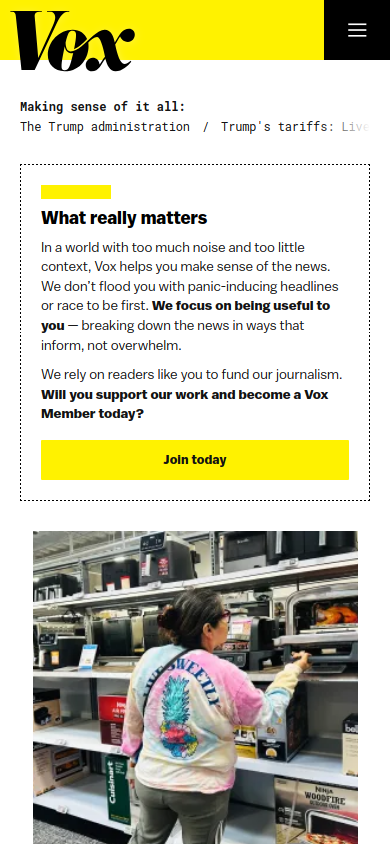 Vox
Making sense of it all:
The Trump administration / Trump's tariffs: Live
What really matters
In a world with too much noise and too little
context, Vox helps you make sense of the news.
We don't flood you with panic-inducing headlines
or race to be first. We focus on being useful to
you — breaking down the news in ways that
inform, not overwhelm.
We rely on readers like you to fund our journalism.
Will you support our work and become a Vox
Member today?
Join today
SWEETLY
Cuisinart
NINJA
WOODFIRE